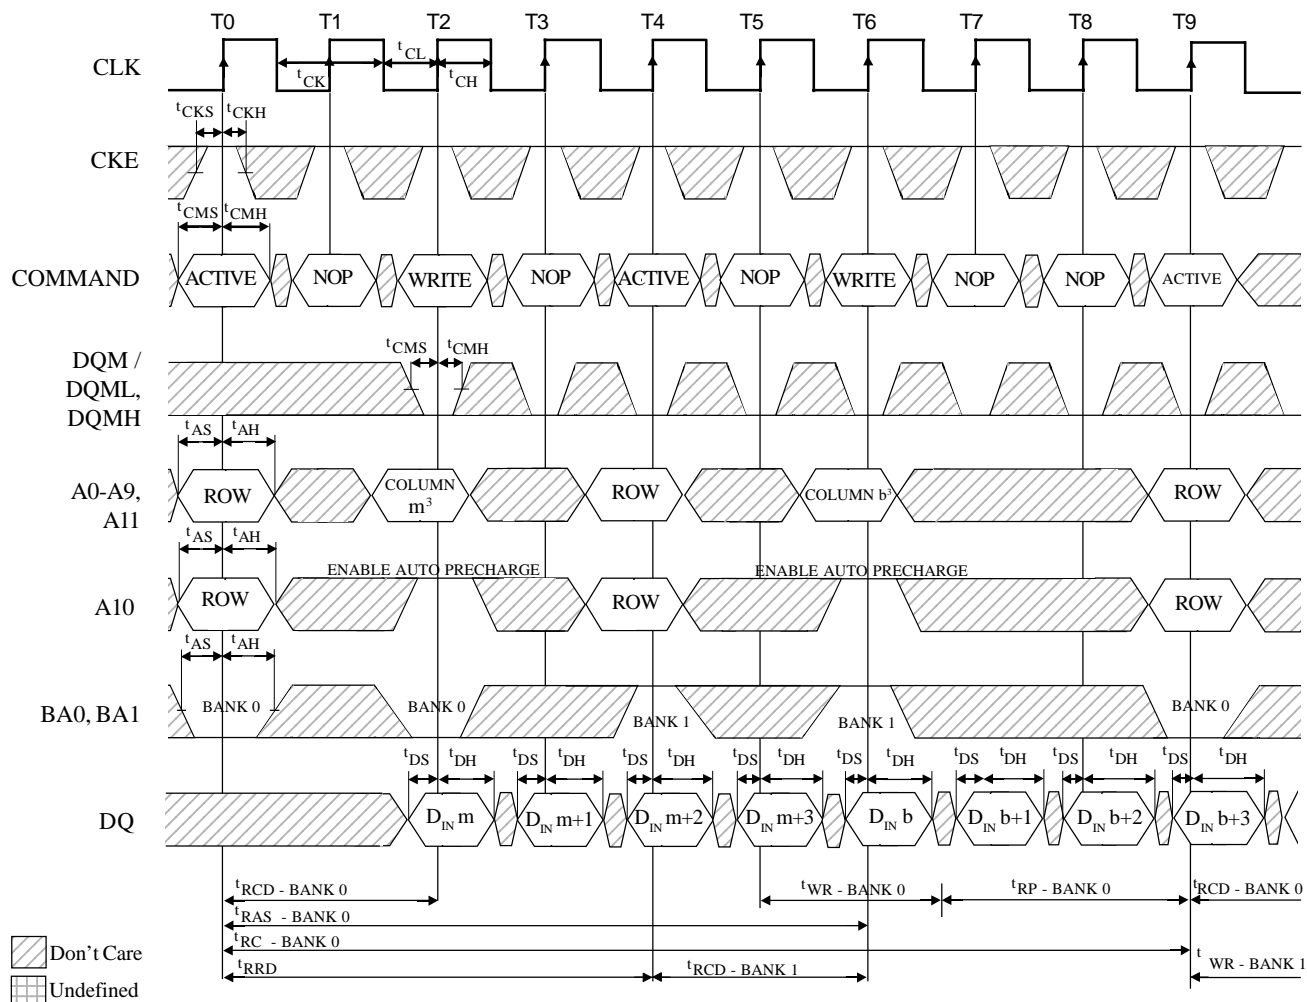 T0 T1 T2 T3 T4 T5 T6 T7 T8 T9
CLK
tCK tCL tCH
tCKS tCKH
CKE
tCMS tCMH
COMMAND ACTIVE NOP WRITE NOP ACTIVE NOP WRITE NOP NOP ACTIVE
tCMS tCMH
DQM /
DQML,
DQMH
tAS tAH
A0-A9,
A11
ROW COLUMN m³ ROW COLUMN b³ ROW
tAS tAH
ENABLE AUTO PRECHARGE ENABLE AUTO PRECHARGE
A10 ROW ROW ROW
tAS tAH
BA0, BA1 BANK 0 BANK 0 BANK 1 BANK 1 BANK 0
tDS tDH tDS tDH tDS tDH tDS tDH tDS tDH tDS tDH tDS tDH tDS tDH
DQ DIN m DIN m+1 DIN m+2 DIN m+3 DIN b DIN b+1 DIN b+2 DIN b+3
tRCD - BANK 0 tWR - BANK 0 tRP - BANK 0 tRCD - BANK 0
tRAS - BANK 0
tRC - BANK 0
tRRD tRCD - BANK 1 t WR - BANK 1
Don't Care
Undefined